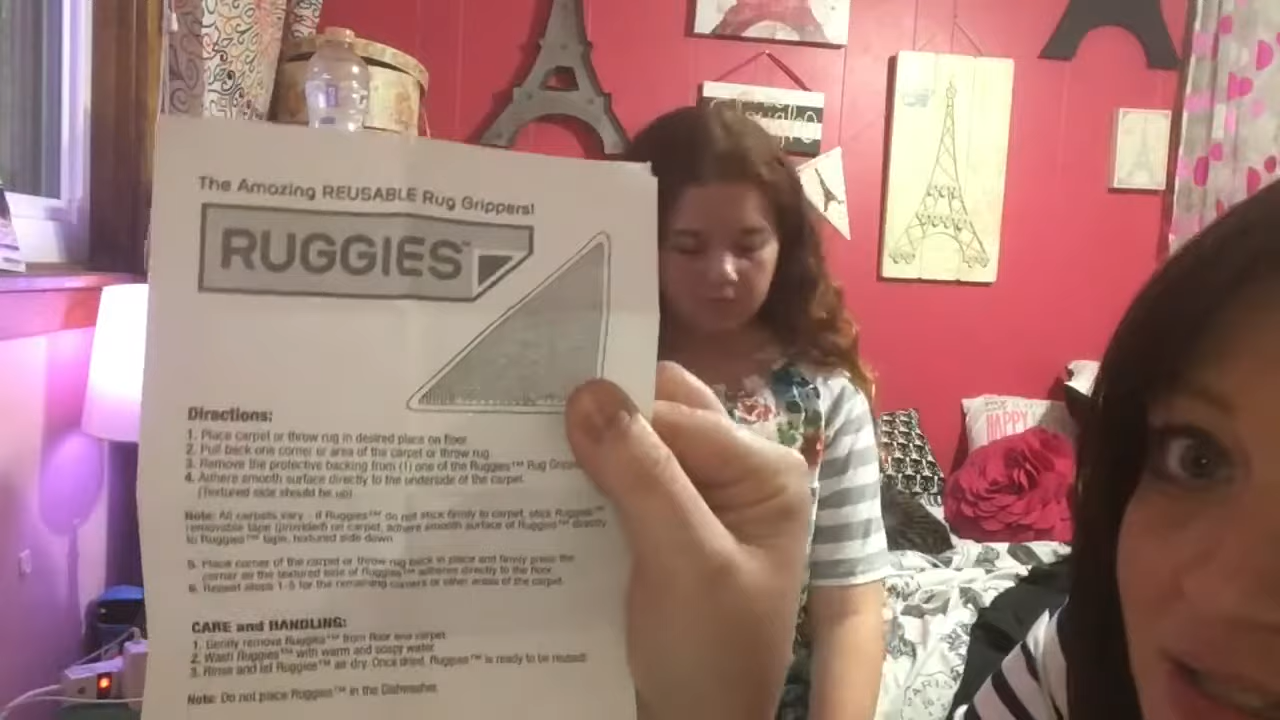 The Amazing REUSABLE Rug Grippers!
RUGGIES™
Directions:
1. Place carpet or throw rug in desired place on floor.
2. Pull back one corner or area of the carpet or throw rug.
3. Remove the protective backing from (1) one of the Ruggies™ Rug
4. Adhere smooth surface directly to the underside of the carpet.
(Textured side should be up)
Note: All carpets vary - if Ruggies™ do not stick firmly to carpet, stick Ruggies™
removable tape (provided) on carpet, adhere smooth surface of Ruggies™ directly
to Ruggies™ tape, textured side down.
5. Place corner of the carpet or throw rug back in place and firmly press the
corner so the textured side of Ruggies™ adheres directly to the floor.
6. Repeat steps 1-5 for the remaining corners or other areas of the carpet.
CARE and HANDLING:
1. Gently remove Ruggies™ from floor and carpet.
2. Wash Ruggies™ with warm and soapy water.
3. Rinse and let Ruggies™ air dry. Once dried, Ruggies™ is ready to be reused!
Note: Do not place Ruggies™ in the Dishwasher.
my
HAPPY
PARIS